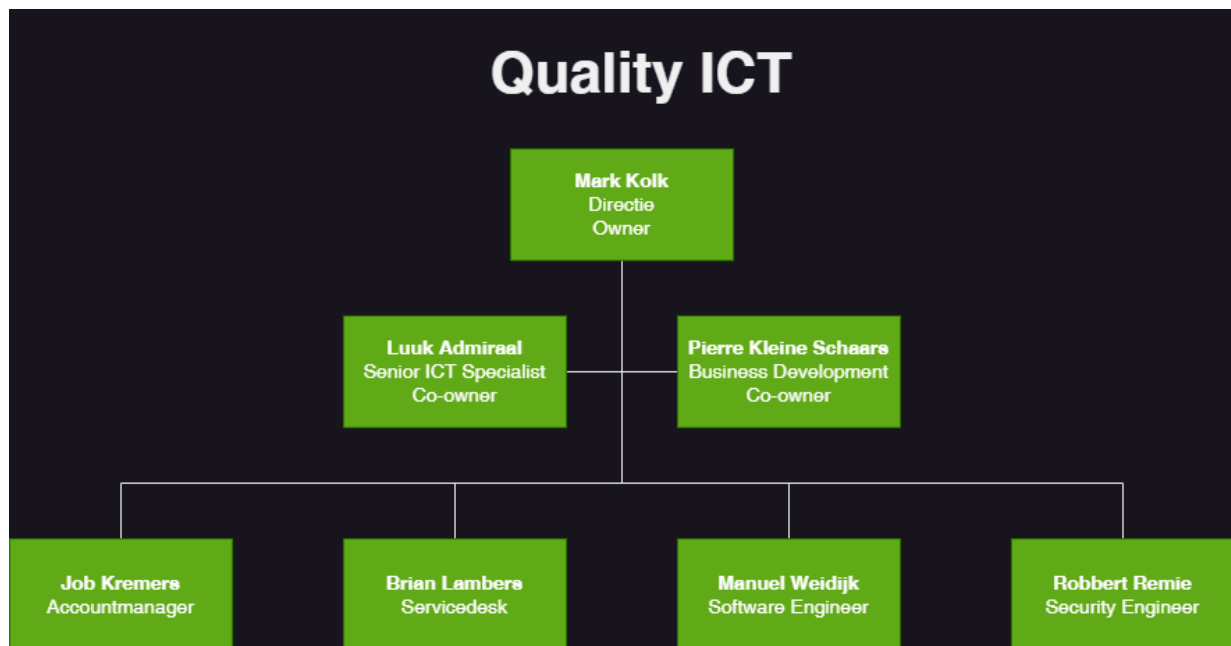 Quality ICT
Mark Kolk
Directie
Owner
Luuk Admiraal
Senior ICT Specialist
Co-owner
Pierre Kleine Schaars
Business Development
Co-owner
Job Kremers
Accountmanager
Brian Lambers
Servicedesk
Manuel Weidijk
Software Engineer
Robbert Remie
Security Engineer